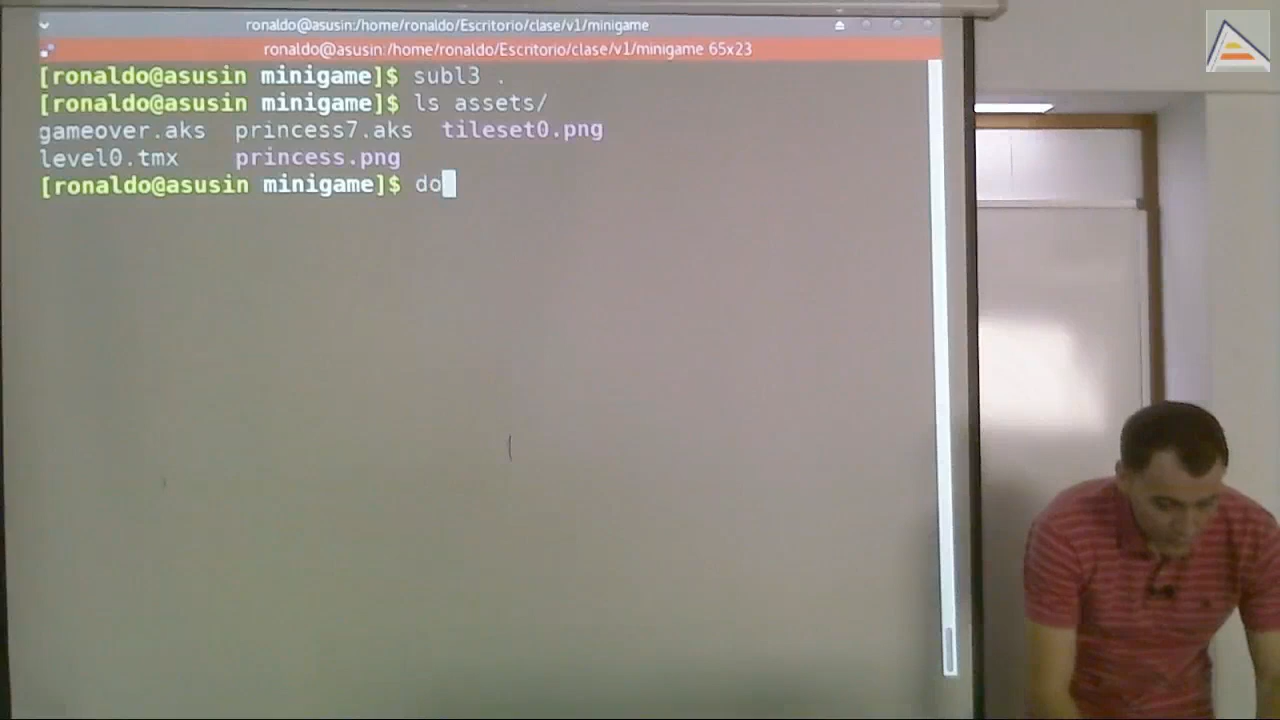 ronaldo@asusin:/home/ronaldo/Escritorio/clase/v1/minigame
ronaldo@asusin:/home/ronaldo/Escritorio/clase/v1/minigame 65x23
[ronaldo@asusin minigame]$ subl3 .
[ronaldo@asusin minigame]$ ls assets/
gameover.aks princess7.aks tileset0.png
level0.tmx princess.png
[ronaldo@asusin minigame]$ do